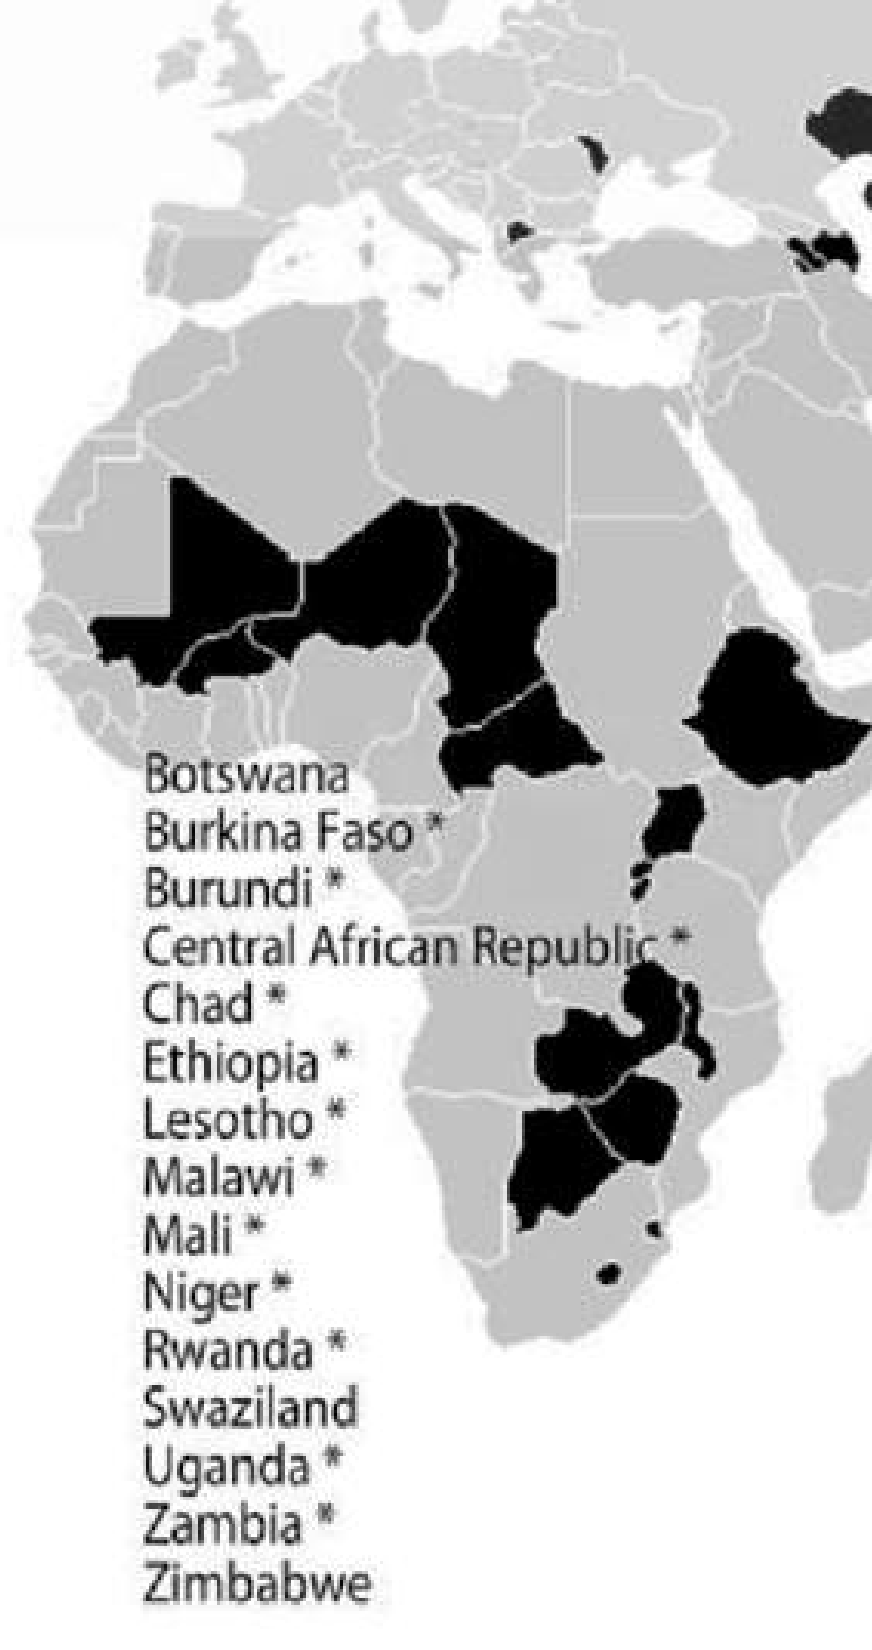 Botswana
Burkina Faso *
Burundi *
Central African Republic *
Chad *
Ethiopia *
Lesotho *
Malawi *
Mali *
Niger *
Rwanda *
Swaziland
Uganda *
Zambia *
Zimbabwe